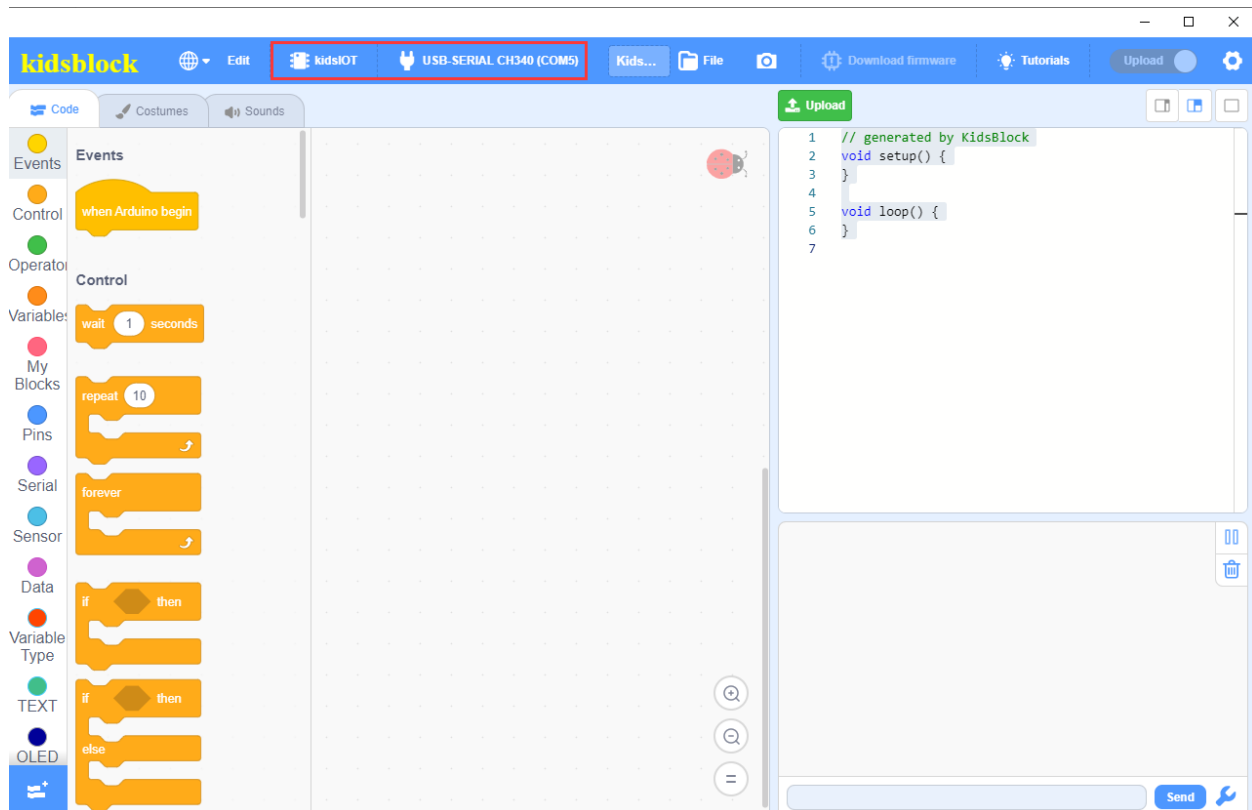 kidsblock Edit kidsIOT USB-SERIAL CH340 (COM5) Kids... File Download firmware Tutorials Upload
Code Costumes Sounds
Upload
Events
Control
Operator
Variables
My
Blocks
Pins
Serial
Sensor
Data
Variable
Type
TEXT
OLED
Events
when Arduino begin
Control
wait 1 seconds
repeat 10
forever
if then
if then
else
1 // generated by KidsBlock
2 void setup() {
3 }
4
5 void loop() {
6 }
7
Send